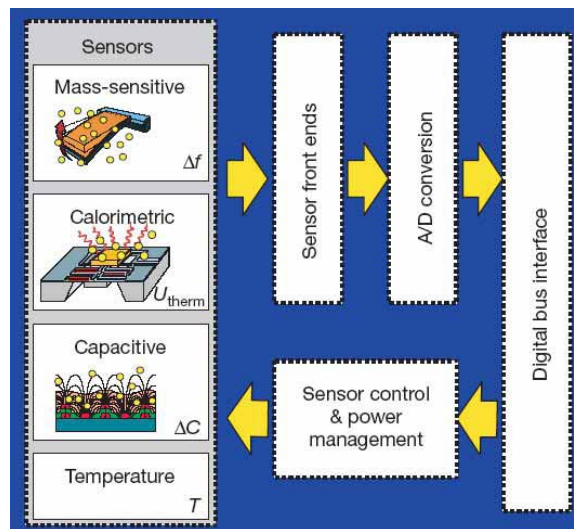 Sensors
Mass-sensitive
Δf
Calorimetric
U therm
Capacitive
ΔC
Temperature
T
Sensor front ends
A/D conversion
Digital bus interface
Sensor control
& power
management